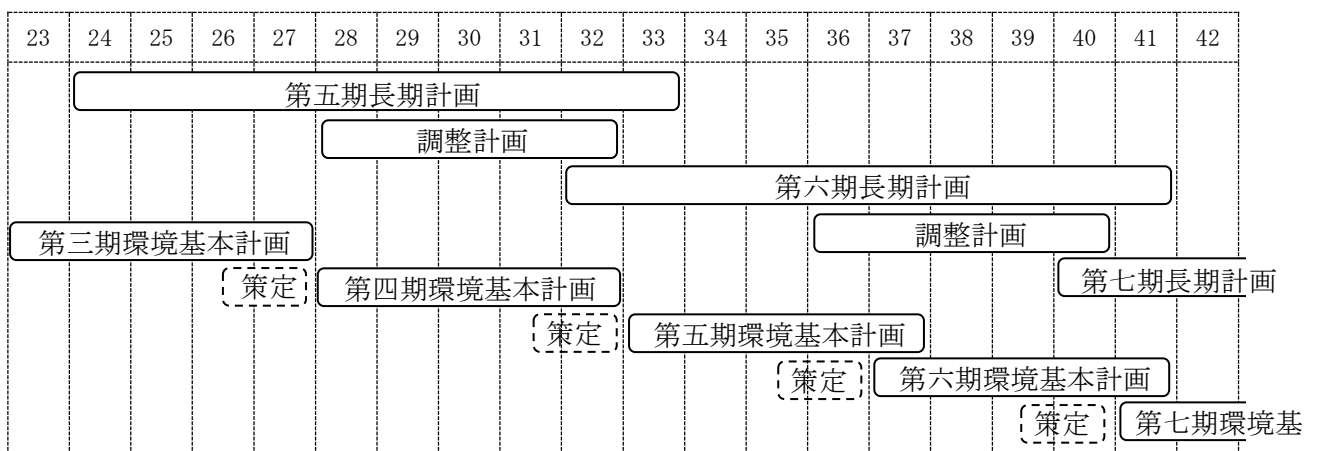 23 24 25 26 27 28 29 30 31 32 33 34 35 36 37 38 39 40 41 42
第五期長期計画
調整計画
第六期長期計画
第三期環境基本計画
調整計画
策定
第四期環境基本計画
第七期長期計画
策定
第五期環境基本計画
策定
第六期環境基本計画
策定
第七期環境基